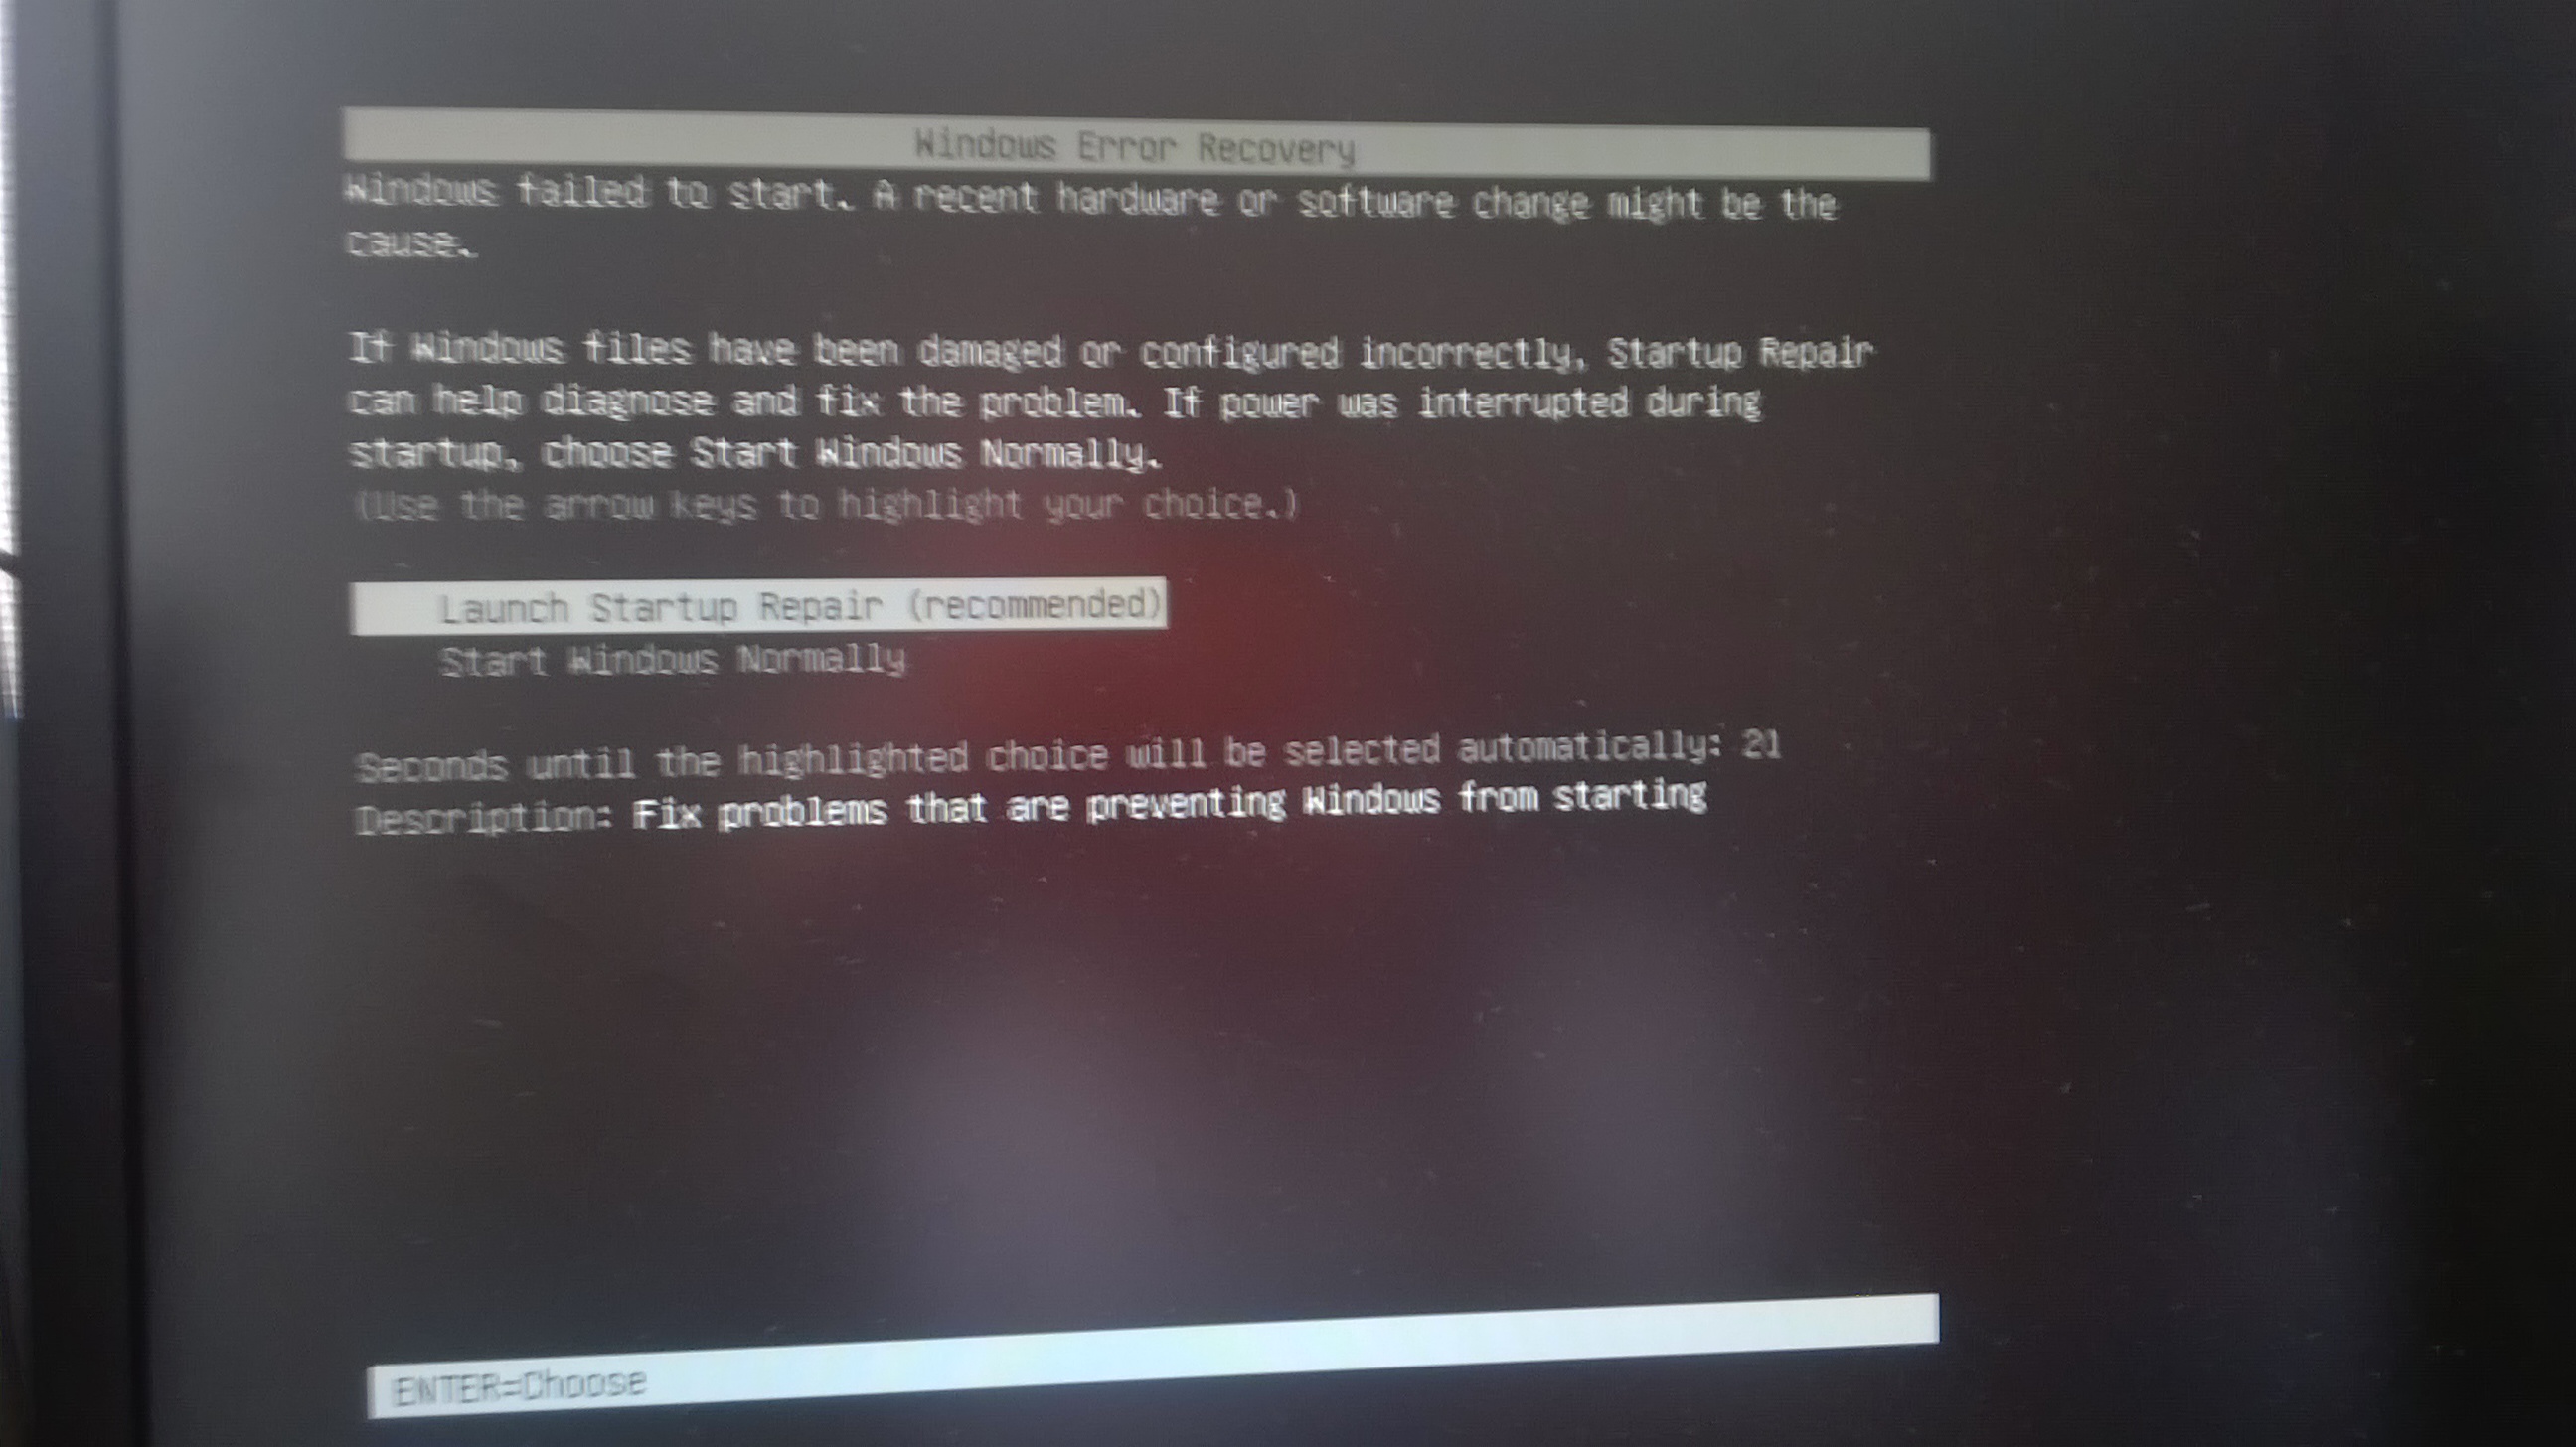 Windows Error Recovery
Windows failed to start. A recent hardware or software change might be the
cause.
If Windows files have been damaged or configured incorrectly, Startup Repair
can help diagnose and fix the problem. If power was interrupted during
startup, choose Start Windows Normally.
(Use the arrow keys to highlight your choice.)
Launch Startup Repair (recommended)
Start Windows Normally
Seconds until the highlighted choice will be selected automatically: 21
Description: Fix problems that are preventing Windows from starting
ENTER=Choose